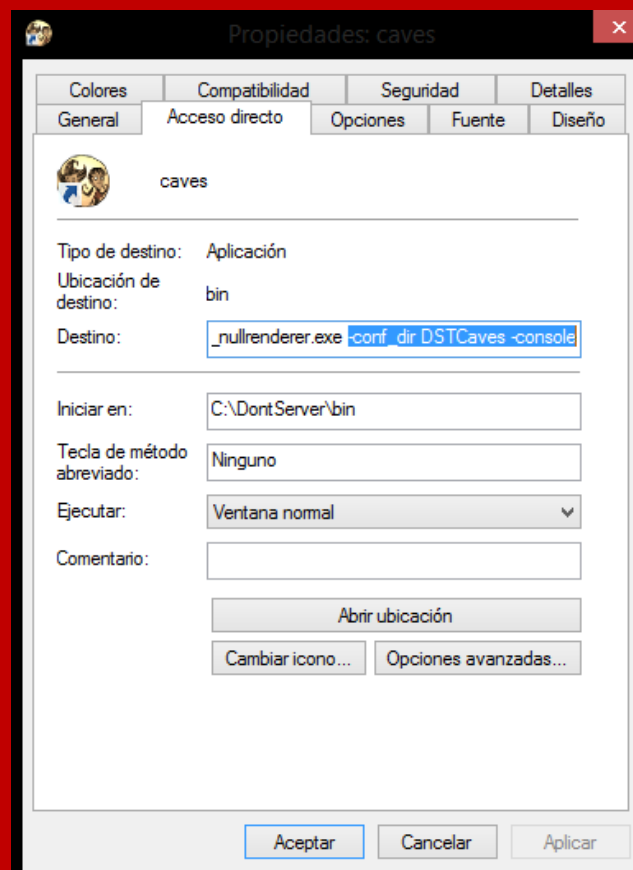 Propiedades: caves
Colores Compatibilidad Seguridad Detalles
General Acceso directo Opciones Fuente Diseño
caves
Tipo de destino: Aplicación
Ubicación de
destino: bin
Destino: _nullrenderer.exe -conf_dir DSTCaves -console
Iniciar en: C:\DontServer\bin
Tecla de método
abreviado: Ninguno
Ejecutar: Ventana normal
Comentario:
Abrir ubicación
Cambiar icono... Opciones avanzadas...
Aceptar Cancelar Aplicar